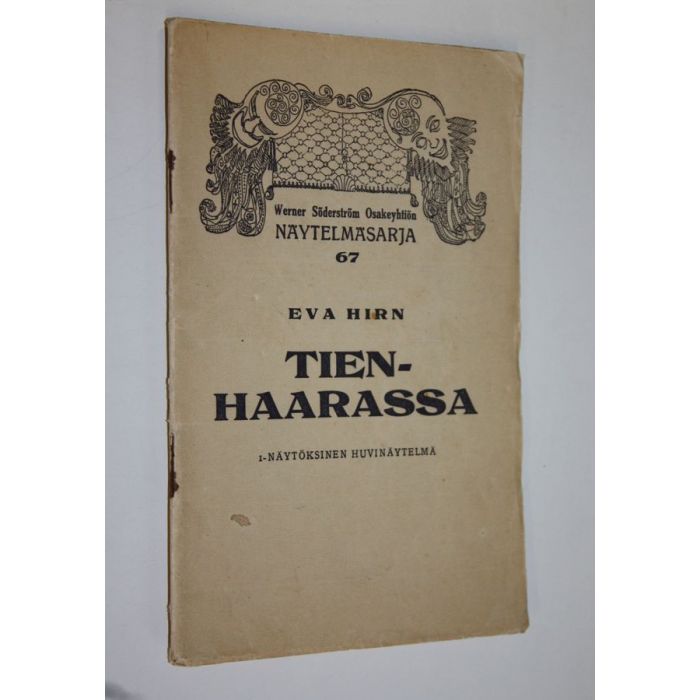 Werner Söderström Osakeyhtiön
NÄYTELMÄSARJA
67
EVA HIRN
TIEN-
HAARASSA
1-NÄYTÖKSINEN HUVINÄYTELMÄ